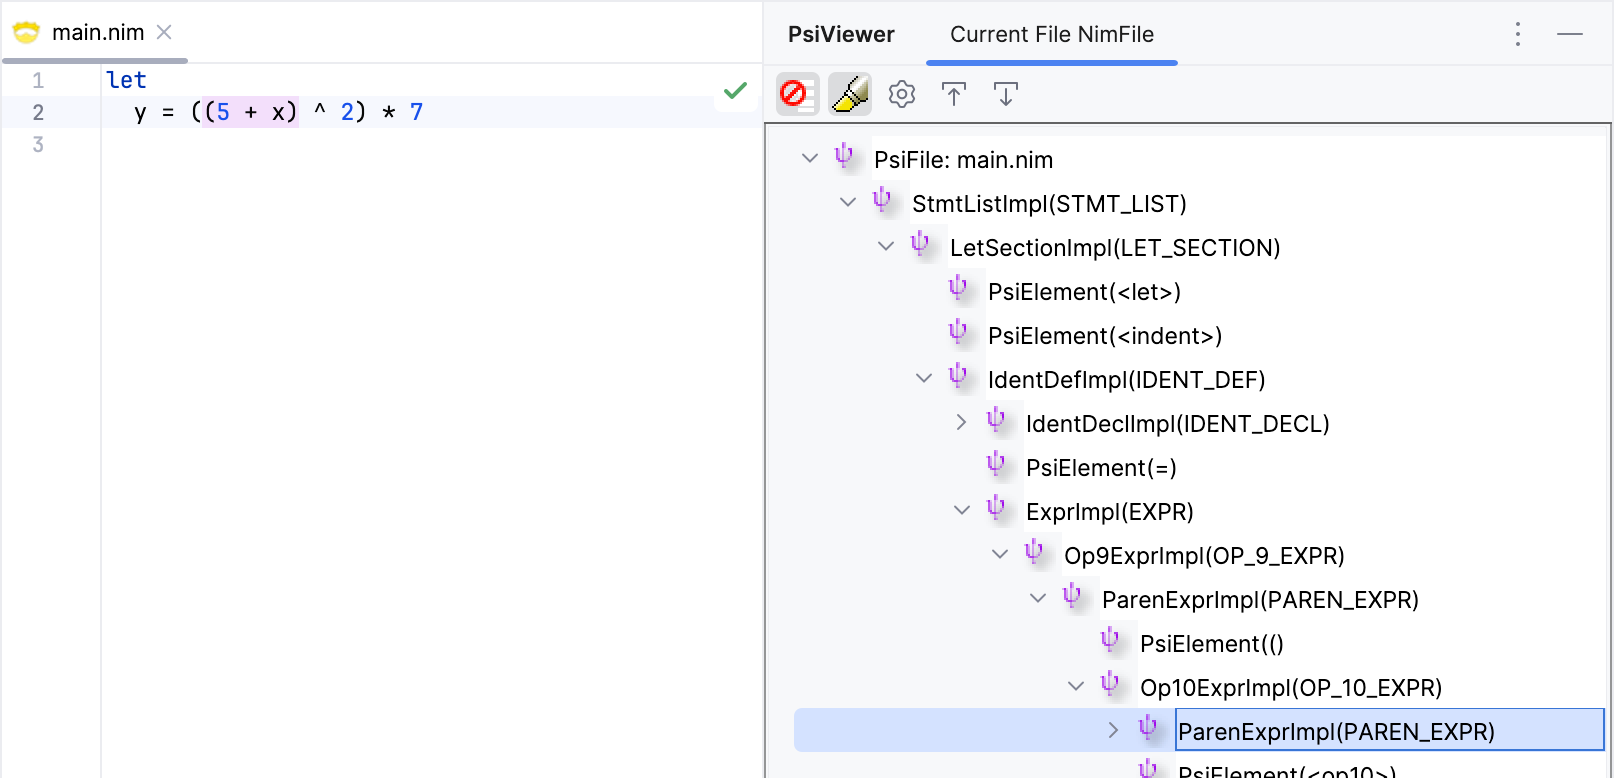 main.nim
PsiViewer
Current File NimFile
1 let
2 y = ((5 + x) ^ 2) * 7
3
PsiFile: main.nim
StmtListImpl(STMT_LIST)
LetSectionImpl(LET_SECTION)
PsiElement(<let>)
PsiElement(<indent>)
IdentDefImpl(IDENT_DEF)
IdentDeclImpl(IDENT_DECL)
PsiElement(=)
ExprImpl(EXPR)
Op9ExprImpl(OP_9_EXPR)
ParenExprImpl(PAREN_EXPR)
PsiElement(()
Op10ExprImpl(OP_10_EXPR)
ParenExprImpl(PAREN_EXPR)
PsiElement(<op10>)